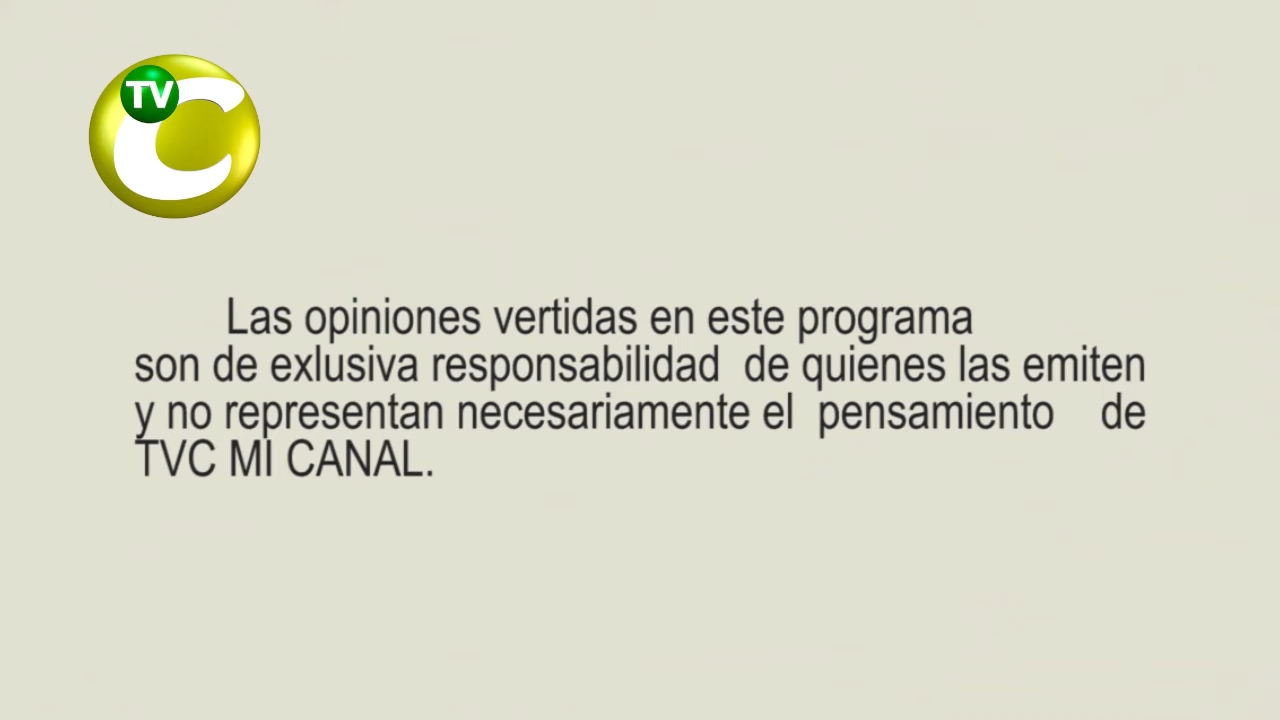 TVC
Las opiniones vertidas en este programa
son de exlusiva responsabilidad de quienes las emiten
y no representan necesariamente el pensamiento de
TVC MI CANAL.